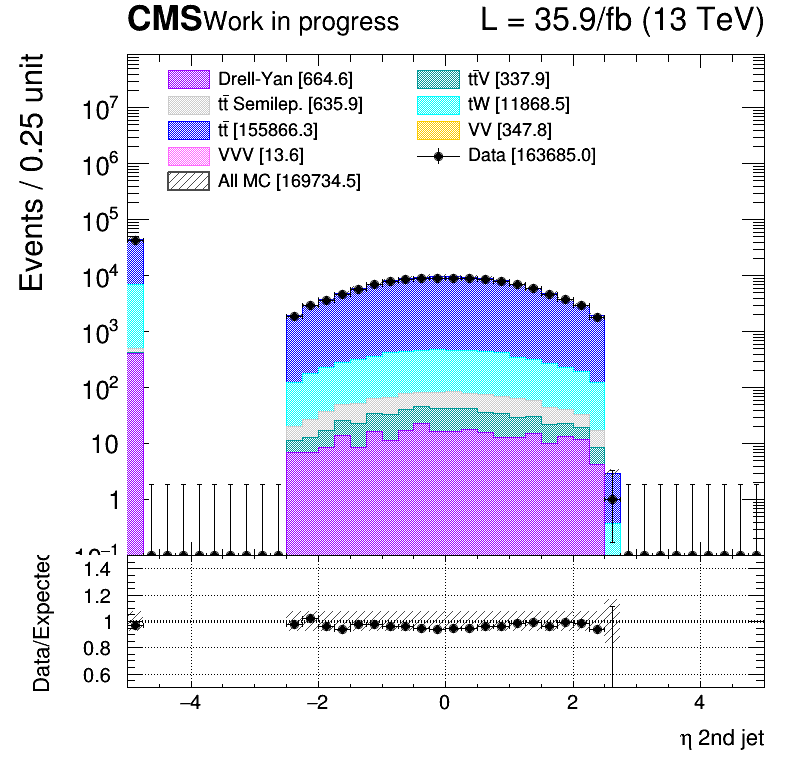 CMS Work in progress L = 35.9/fb (13 TeV)
Drell-Yan [664.6] tt̄V [337.9]
tt̄ Semilep. [635.9] tW [11868.5]
tt̄ [155866.3] VV [347.8]
VVV [13.6] Data [163685.0]
All MC [169734.5]
Events / 0.25 unit
10⁷
10⁶
10⁵
10⁴
10³
10²
10
1
10⁻¹
Data/Expected
1.4
1.2
1
0.8
0.6
−4 −2 0 2 4
η 2nd jet